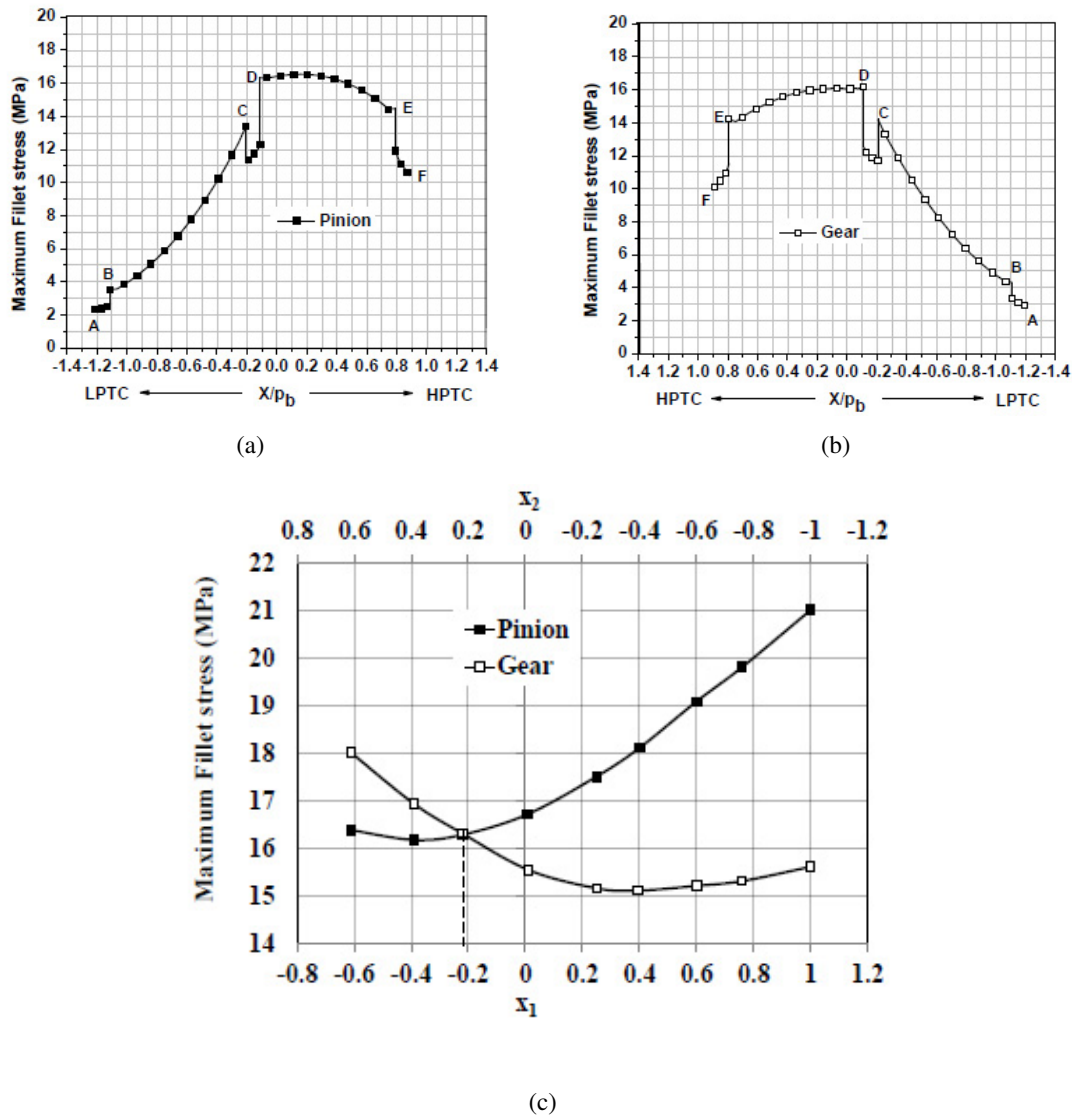 20
18
16
14
12
10
8
6
4
2
0
Maximum Fillet stress (MPa)
A
B
C
D
E
F
Pinion
-1.4 -1.2 -1.0 -0.8 -0.6 -0.4 -0.2 0.0 0.2 0.4 0.6 0.8 1.0 1.2 1.4
LPTC X/pb HPTC
(a)
20
18
16
14
12
10
8
6
4
2
0
Maximum Fillet stress (MPa)
F
E
D
C
B
A
Gear
1.4 1.2 1.0 0.8 0.6 0.4 0.2 0.0 -0.2 -0.4 -0.6 -0.8 -1.0 -1.2 -1.4
HPTC X/pb LPTC
(b)
x2
0.8 0.6 0.4 0.2 0 -0.2 -0.4 -0.6 -0.8 -1 -1.2
22
21
20
19
18
17
16
15
14
Maximum Fillet stress (MPa)
Pinion
Gear
-0.8 -0.6 -0.4 -0.2 0 0.2 0.4 0.6 0.8 1 1.2
x1
(c)